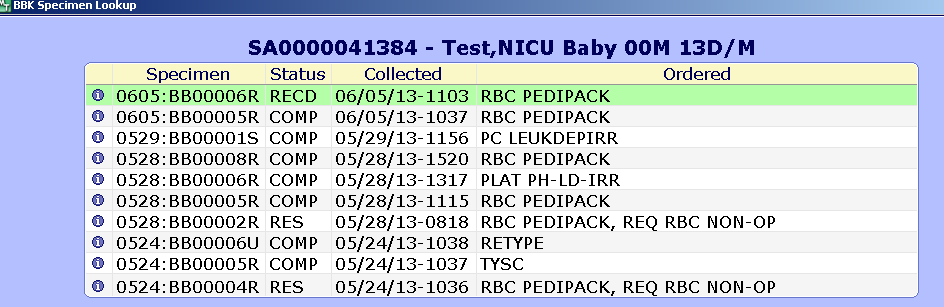 BBK Specimen Lookup
SA0000041384 - Test,NICU Baby 00M 13D/M
Specimen Status Collected Ordered
0605:BB00006R RECD 06/05/13-1103 RBC PEDIPACK
0605:BB00005R COMP 06/05/13-1037 RBC PEDIPACK
0529:BB00001S COMP 05/29/13-1156 PC LEUKDEPIRR
0528:BB00008R COMP 05/28/13-1520 RBC PEDIPACK
0528:BB00006R COMP 05/28/13-1317 PLAT PH-LD-IRR
0528:BB00005R COMP 05/28/13-1115 RBC PEDIPACK
0528:BB00002R RES 05/28/13-0818 RBC PEDIPACK, REQ RBC NON-OP
0524:BB00006U COMP 05/24/13-1038 RETYPE
0524:BB00005R COMP 05/24/13-1037 TYSC
0524:BB00004R RES 05/24/13-1036 RBC PEDIPACK, REQ RBC NON-OP